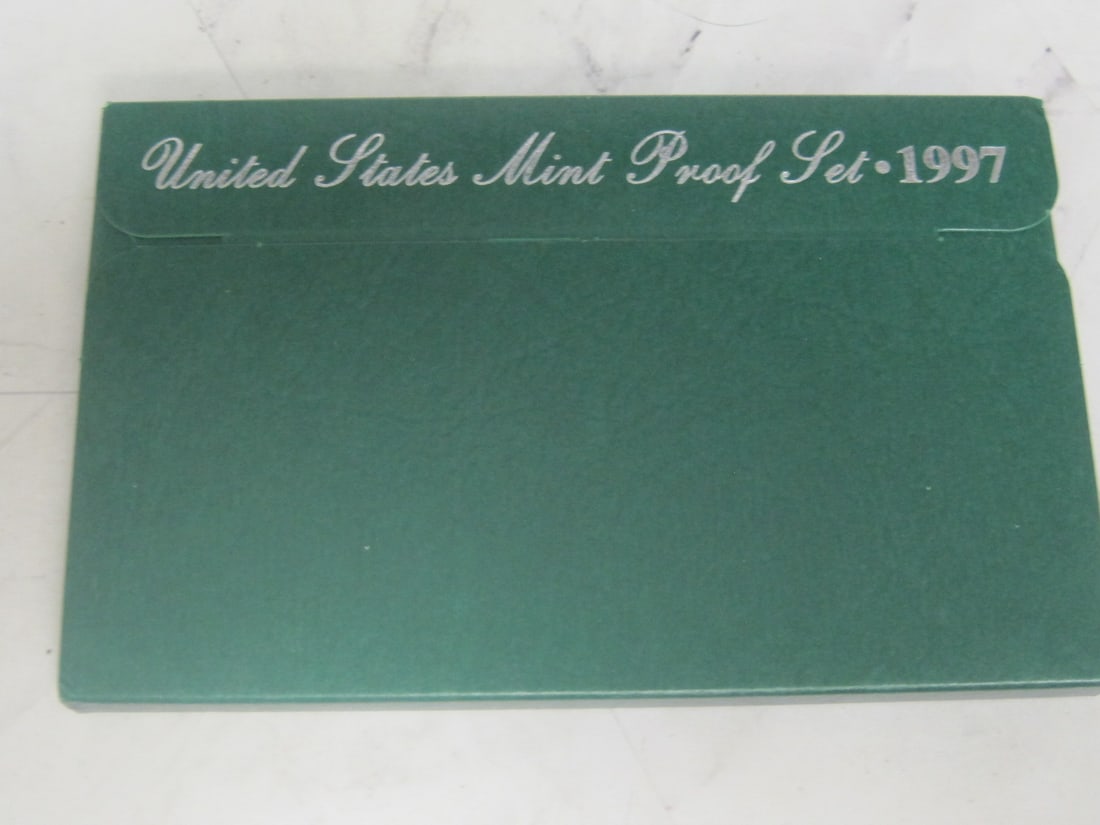 United States Mint Proof Set • 1997